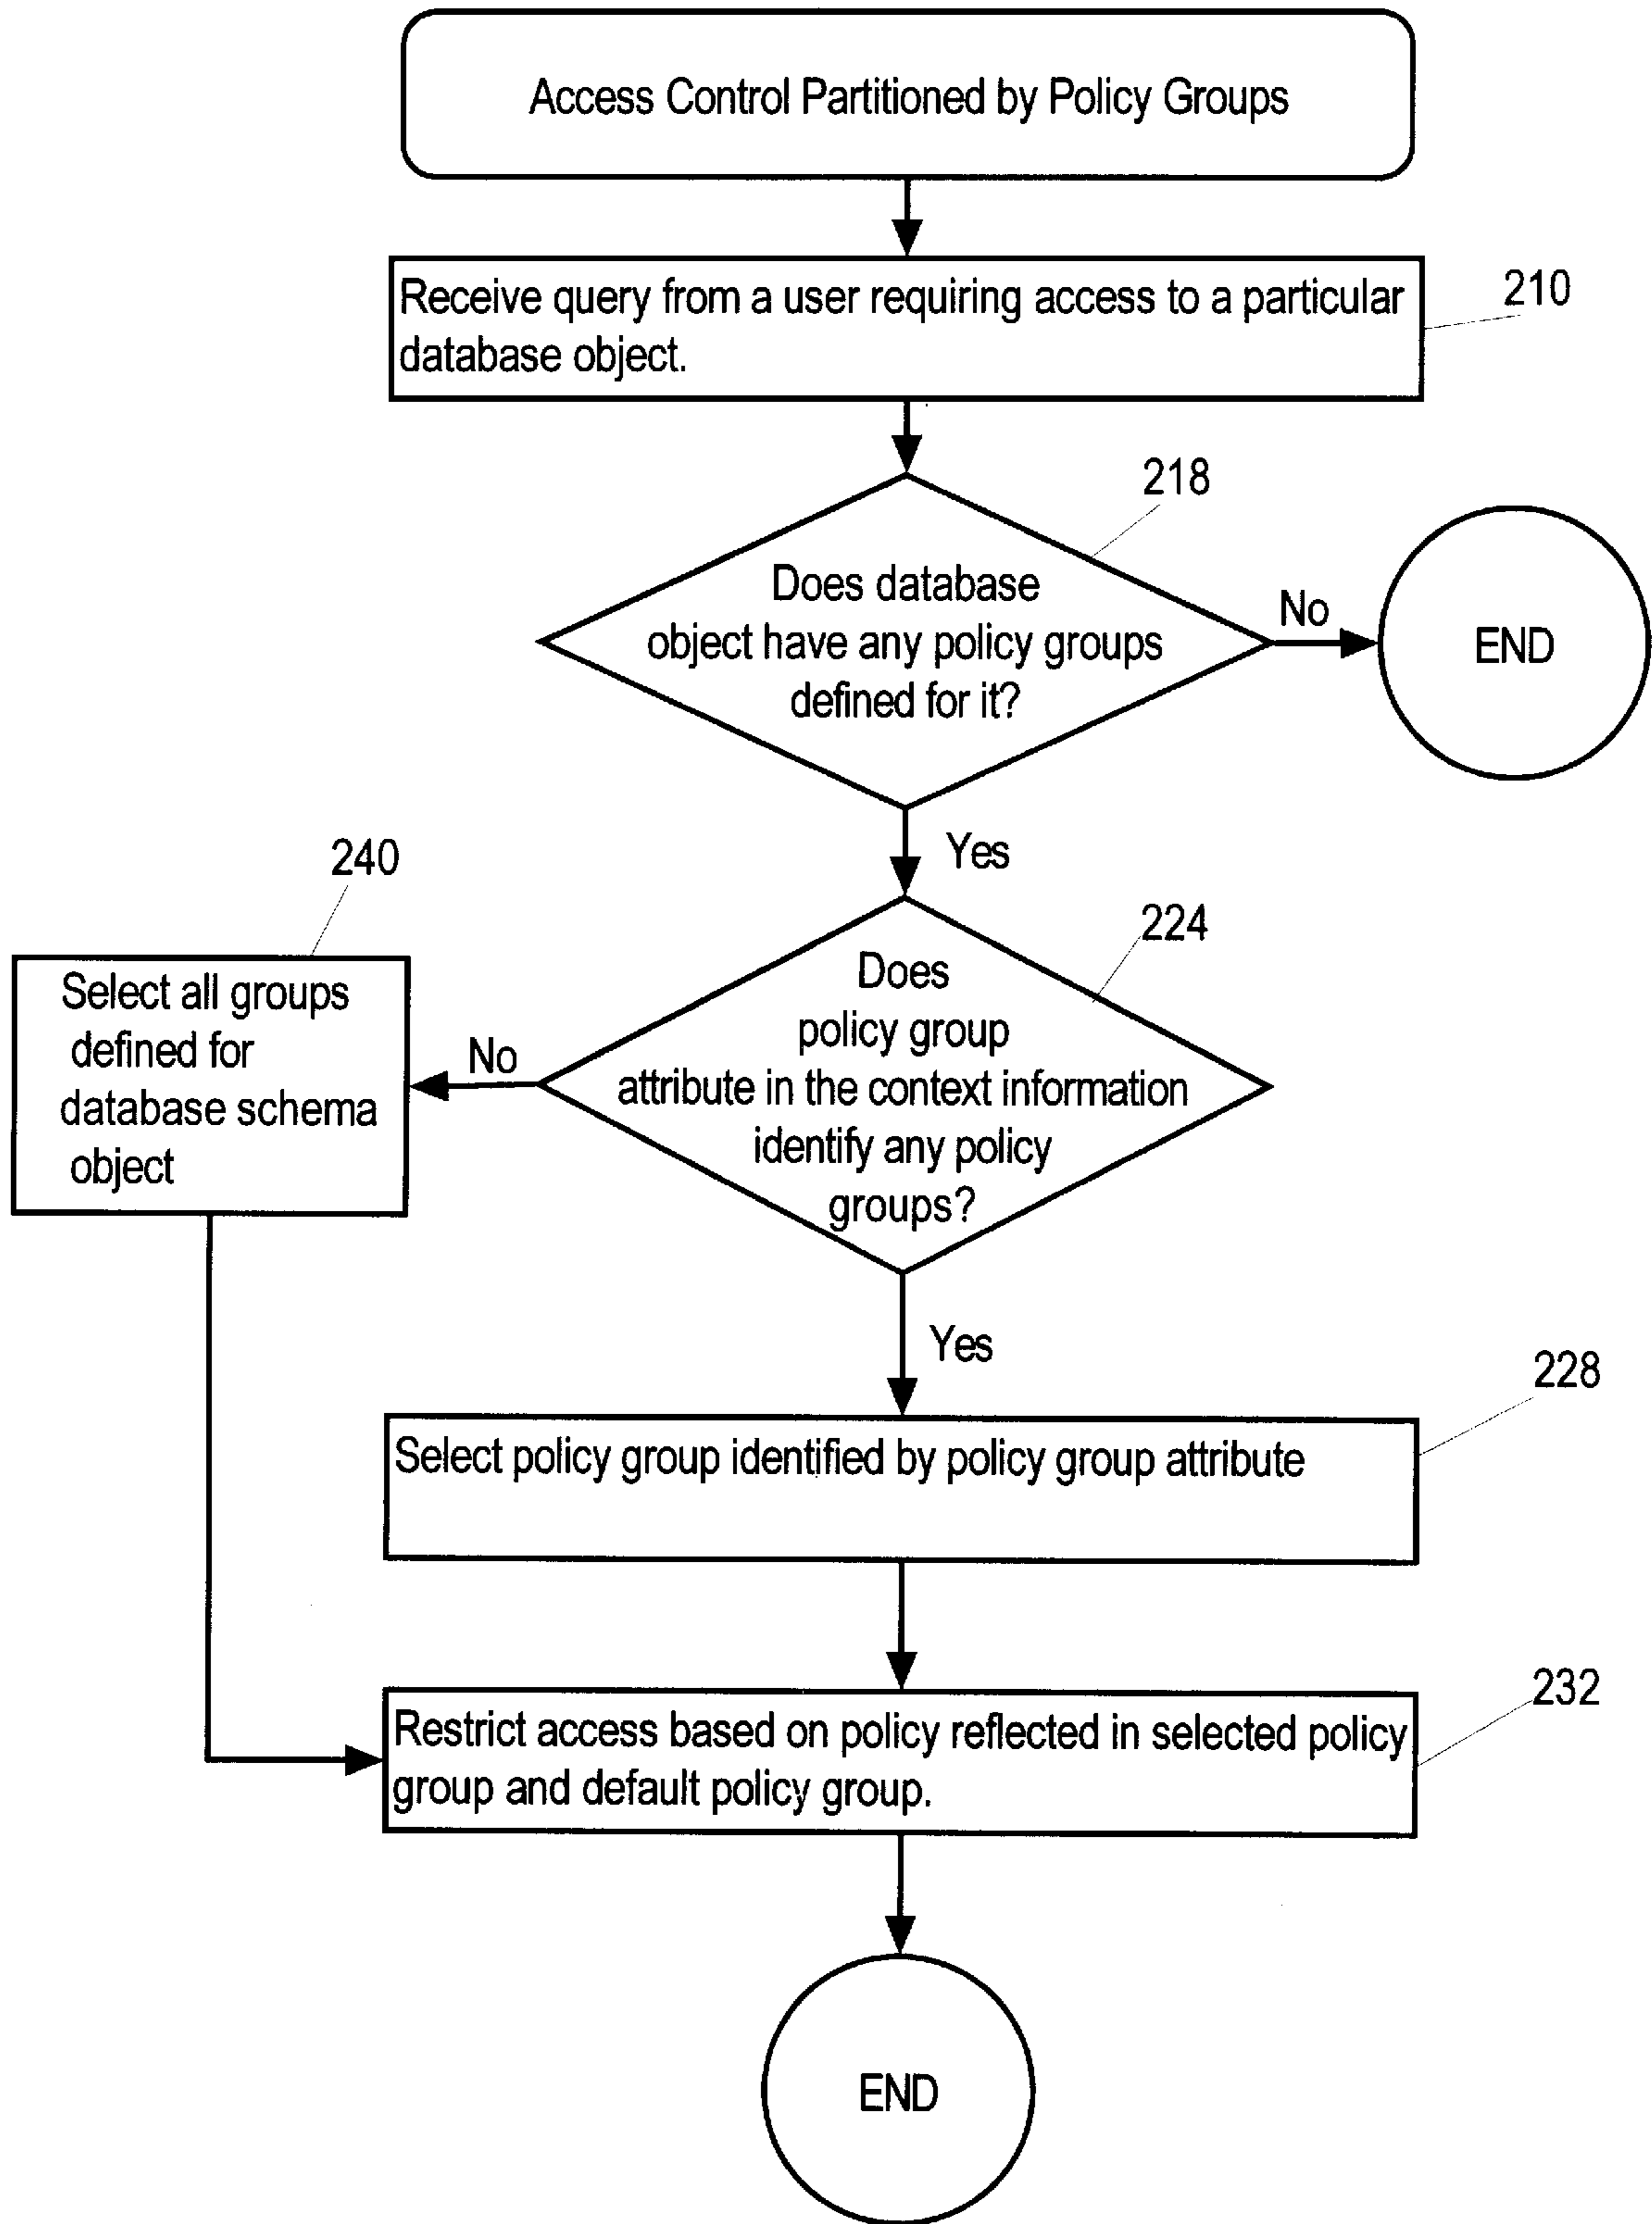 Access Control Partitioned by Policy Groups
Receive query from a user requiring access to a particular
database object.
210
218
Does database
object have any policy groups
defined for it?
No
END
Yes
240
224
Select all groups
defined for
database schema
object
No
Does
policy group
attribute in the context information
identify any policy
groups?
Yes
228
Select policy group identified by policy group attribute
232
Restrict access based on policy reflected in selected policy
group and default policy group.
END